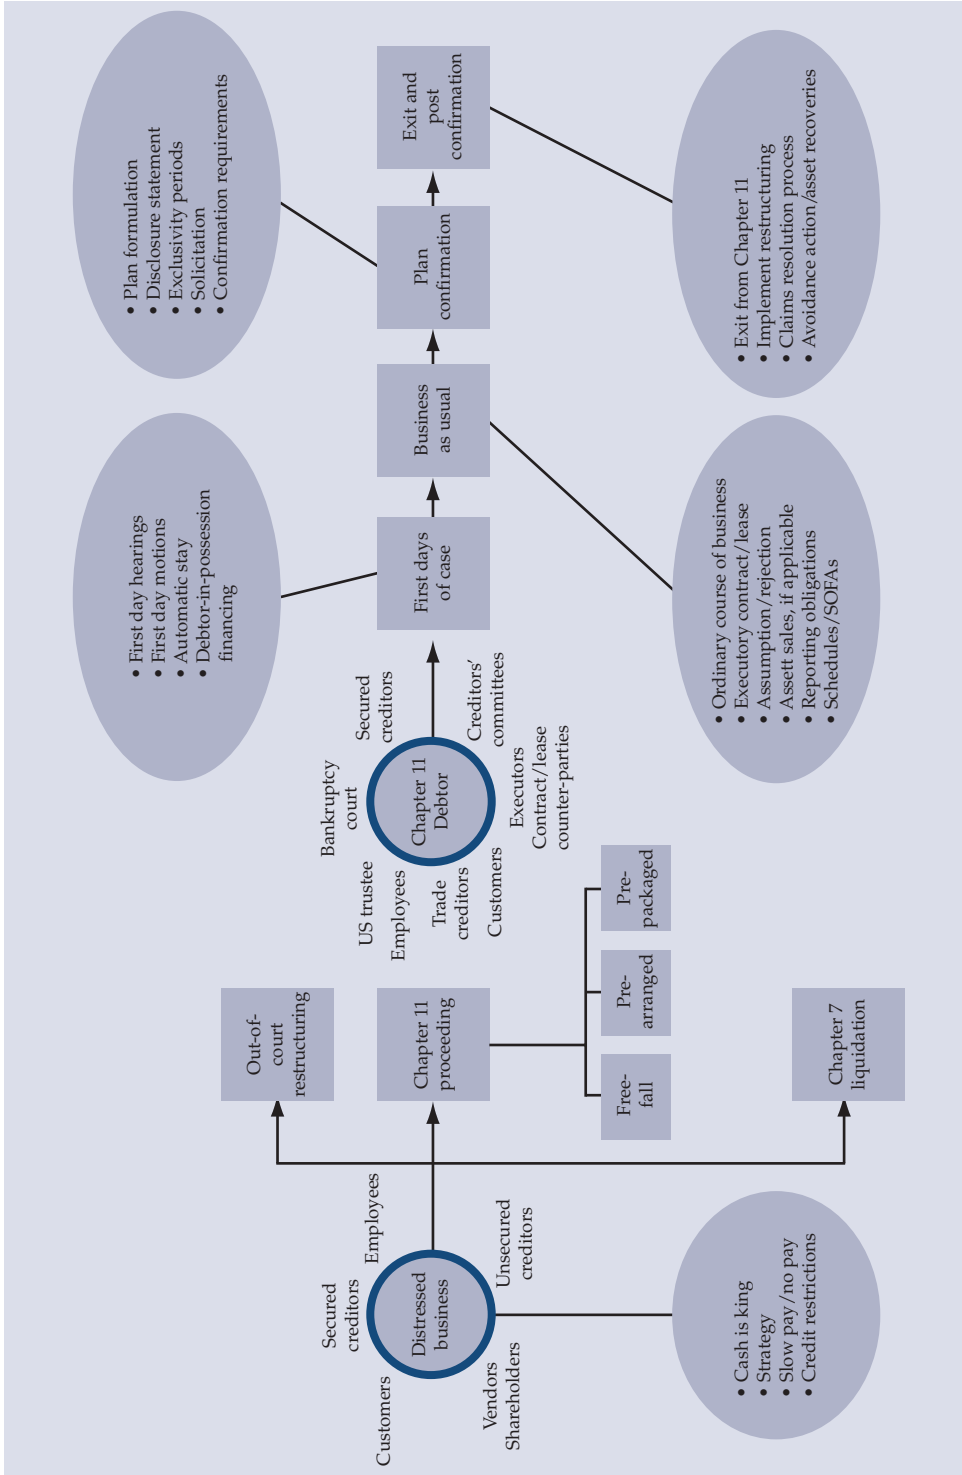 Customers
Secured
creditors
Employees
Distressed
business
Vendors
Shareholders
Unsecured
creditors
• Cash is king
• Strategy
• Slow pay/no pay
• Credit restrictions
Out-of-
court
restructuring
Chapter 11
proceeding
Free-
fall
Pre-
arranged
Pre-
packaged
Chapter 7
liquidation
US trustee
Bankruptcy
court
Secured
creditors
Employees
Chapter 11
Debtor
Trade
creditors
Customers
Creditors’
committees
Executors
Contract/lease
counter-parties
First days
of case
Business
as usual
Plan
confirmation
Exit and
post
confirmation
• First day hearings
• First day motions
• Automatic stay
• Debtor-in-possession
financing
• Plan formulation
• Disclosure statement
• Exclusivity periods
• Solicitation
• Confirmation requirements
• Ordinary course of business
• Executory contract/lease
• Assumption/rejection
• Assett sales, if applicable
• Reporting obligations
• Schedules/SOFAs
• Exit from Chapter 11
• Implement restructuring
• Claims resolution process
• Avoidance action/asset recoveries